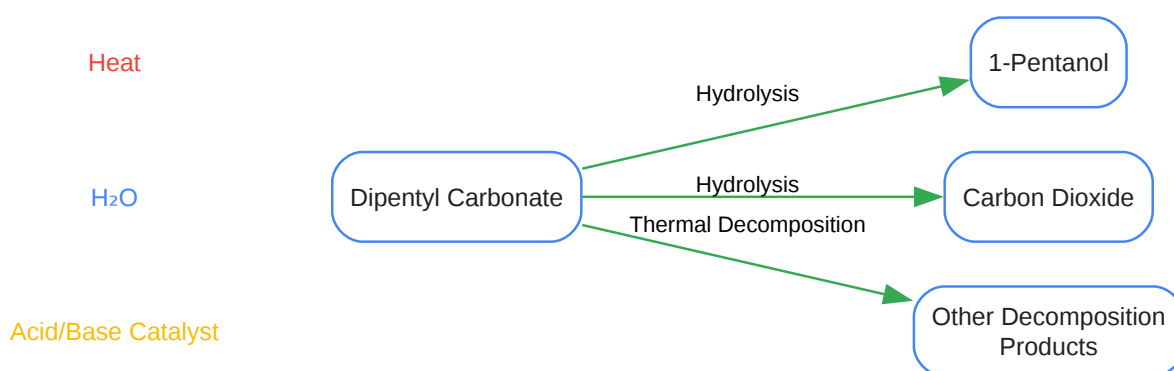 Heat
1-Pentanol
Hydrolysis
H₂O
Dipentyl Carbonate
Hydrolysis
Carbon Dioxide
Thermal Decomposition
Acid/Base Catalyst
Other Decomposition
Products